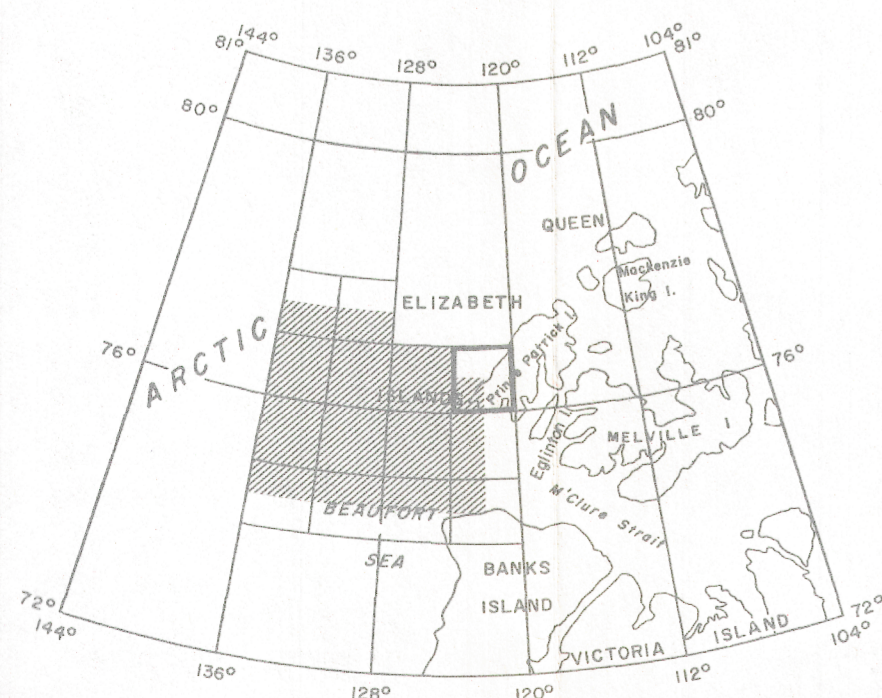 144°
81°
136°
128°
120°
112°
104°
81°
80°
80°
OCEAN
QUEEN
Mackenzie
King I.
ELIZABETH
ARCTIC
76°
76°
Prince Patrick I.
ISLANDS
Eglinton I.
MELVILLE I
M'Clure Strait
BEAUFORT
SEA
BANKS
ISLAND
VICTORIA
ISLAND
72°
144°
136°
128°
120°
112°
72°
104°